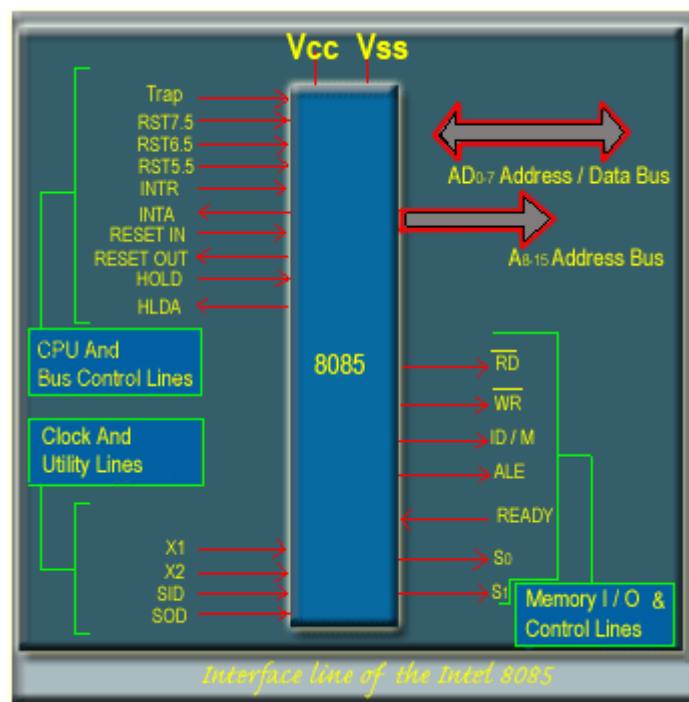 Vcc Vss
Trap
RST7.5
RST6.5
RST5.5
INTR
INTA
RESET IN
RESET OUT
HOLD
HLDA
CPU And
Bus Control Lines
Clock And
Utility Lines
X1
X2
SID
SOD
8085
AD0-7 Address / Data Bus
A8-15 Address Bus
RD
WR
ID / M
ALE
READY
S0
S1
Memory I / O &
Control Lines
Interface line of the Intel 8085